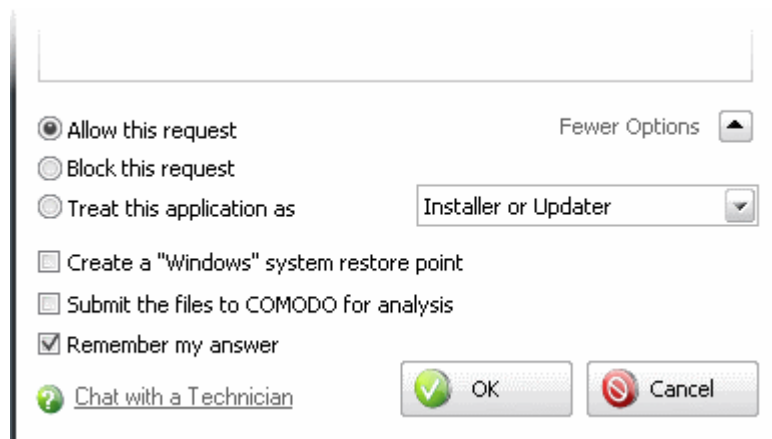 Allow this request
Fewer Options
Block this request
Treat this application as
Installer or Updater
Create a "Windows" system restore point
Submit the files to COMODO for analysis
Remember my answer
Chat with a Technician
OK
Cancel